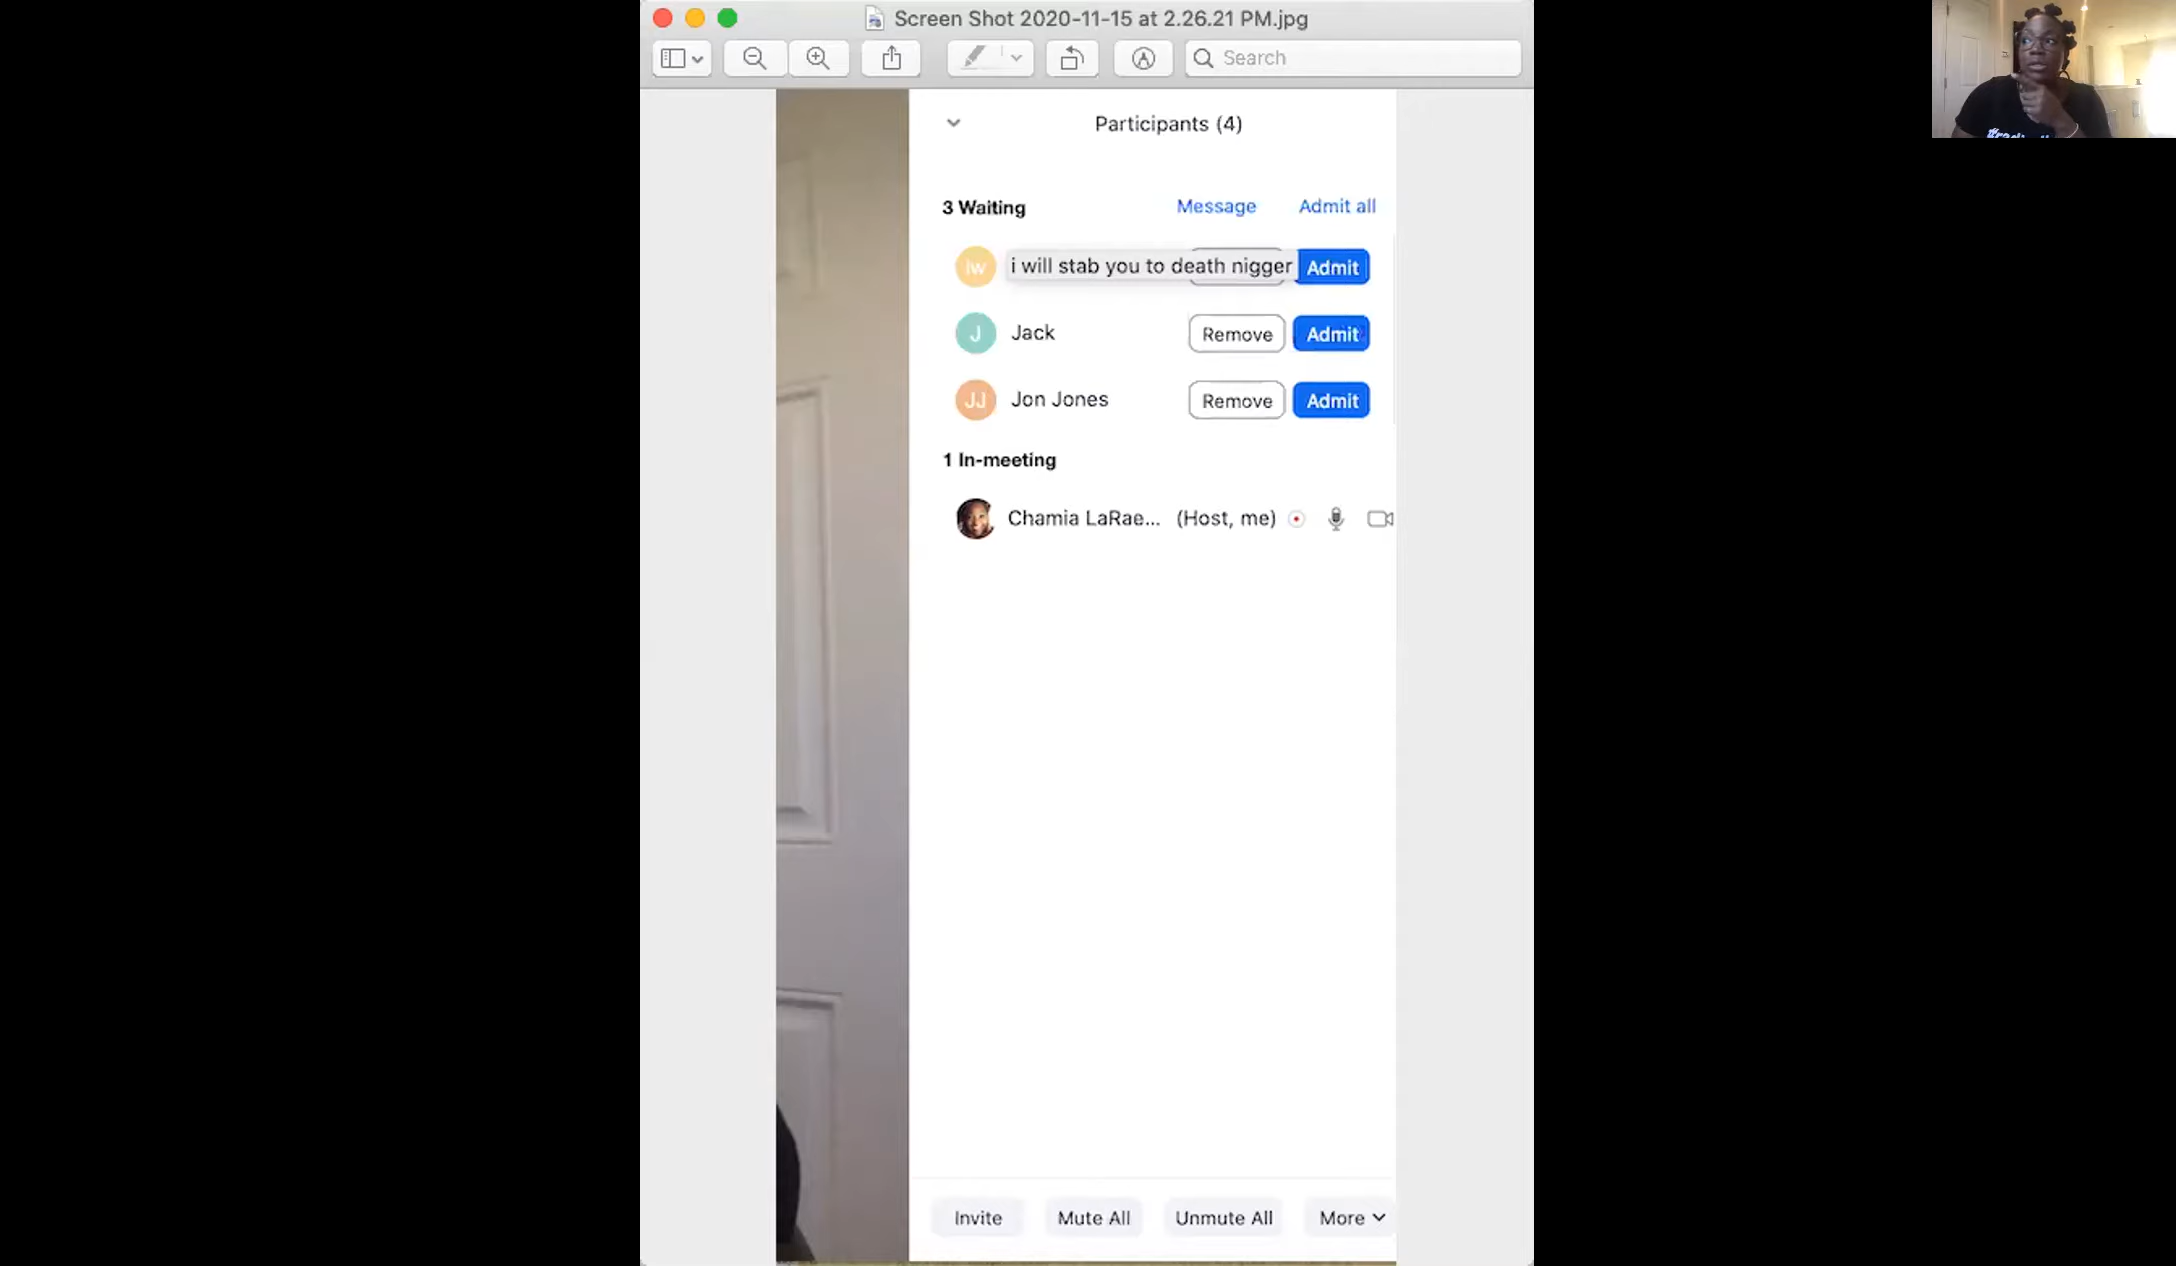 Screen Shot 2020-11-15 at 2.26.21 PM.jpg
Search
Participants (4)
3 Waiting Message Admit all
iw i will stab you to death nigger Admit
J Jack Remove Admit
JJ Jon Jones Remove Admit
1 In-meeting
Chamia LaRae... (Host, me)
Invite Mute All Unmute All More